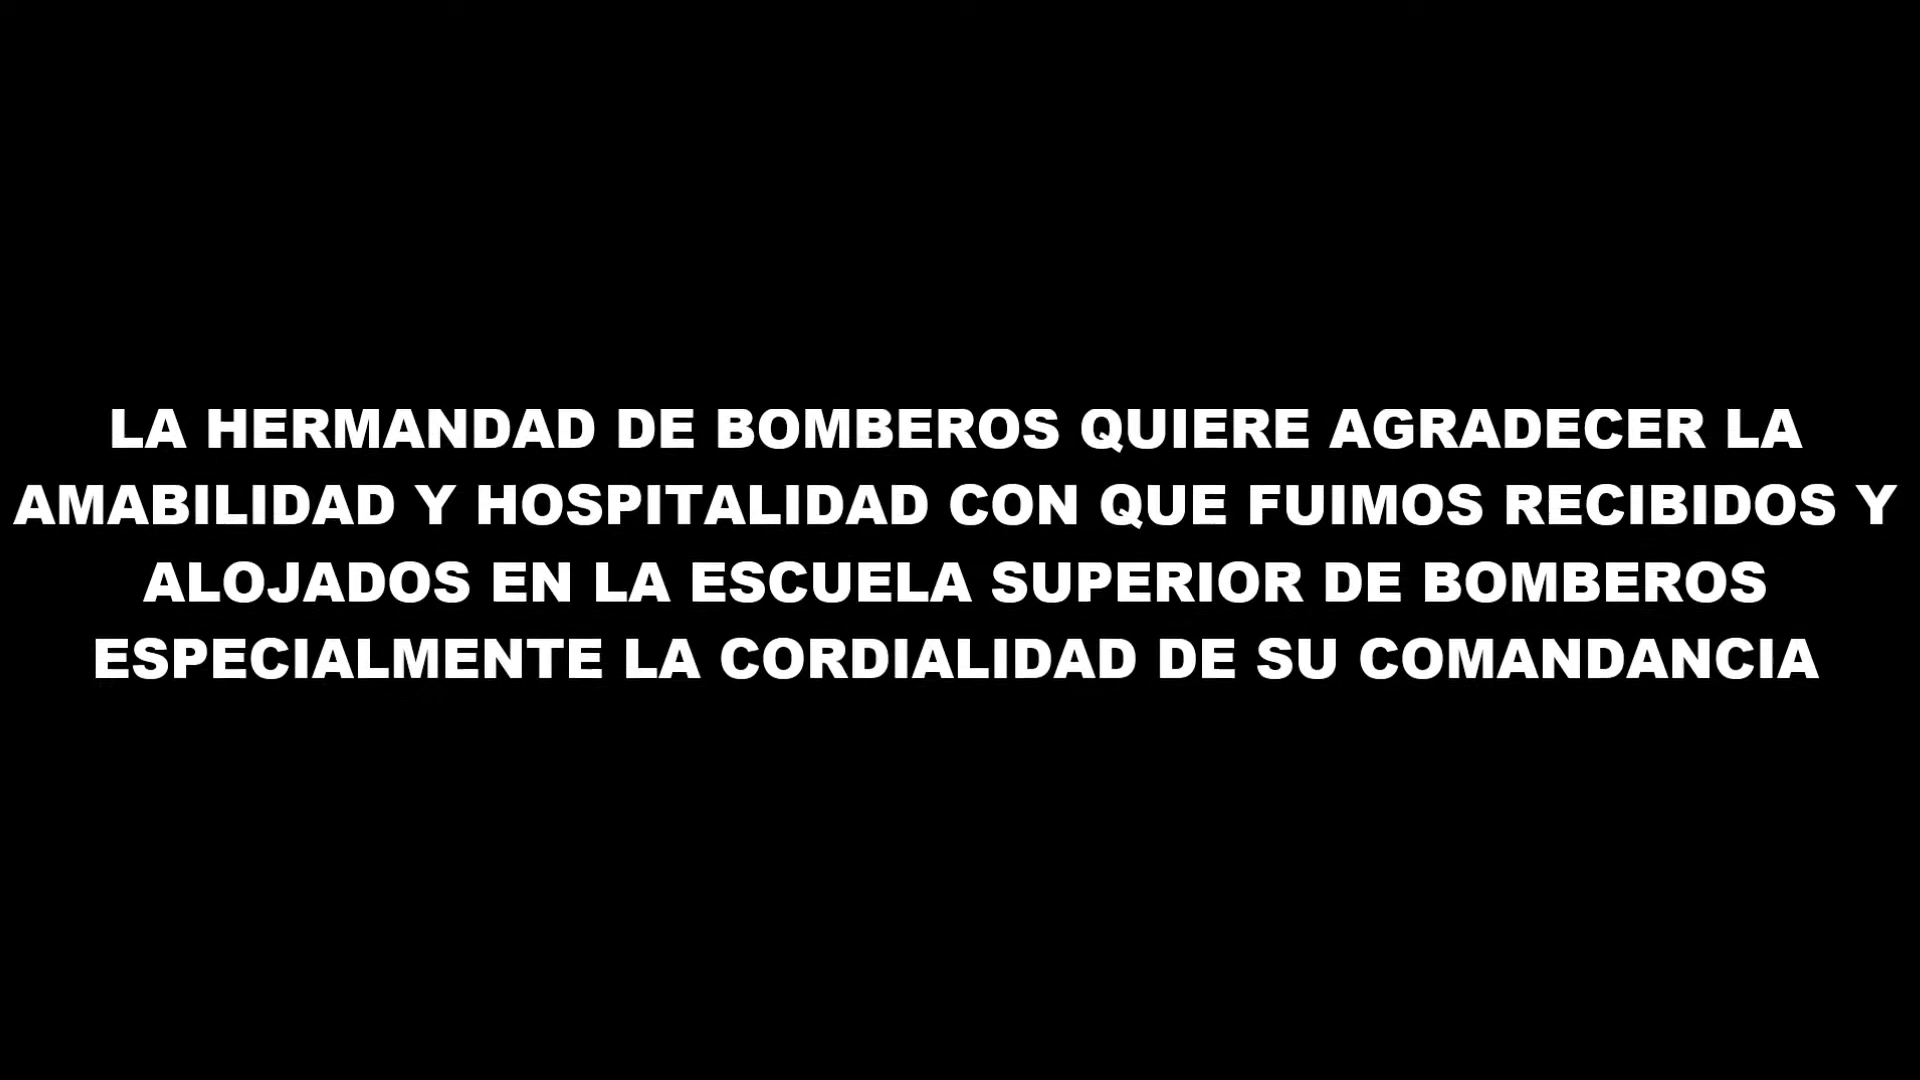 LA HERMANDAD DE BOMBEROS QUIERE AGRADECER LA
AMABILIDAD Y HOSPITALIDAD CON QUE FUIMOS RECIBIDOS Y
ALOJADOS EN LA ESCUELA SUPERIOR DE BOMBEROS
ESPECIALMENTE LA CORDIALIDAD DE SU COMANDANCIA